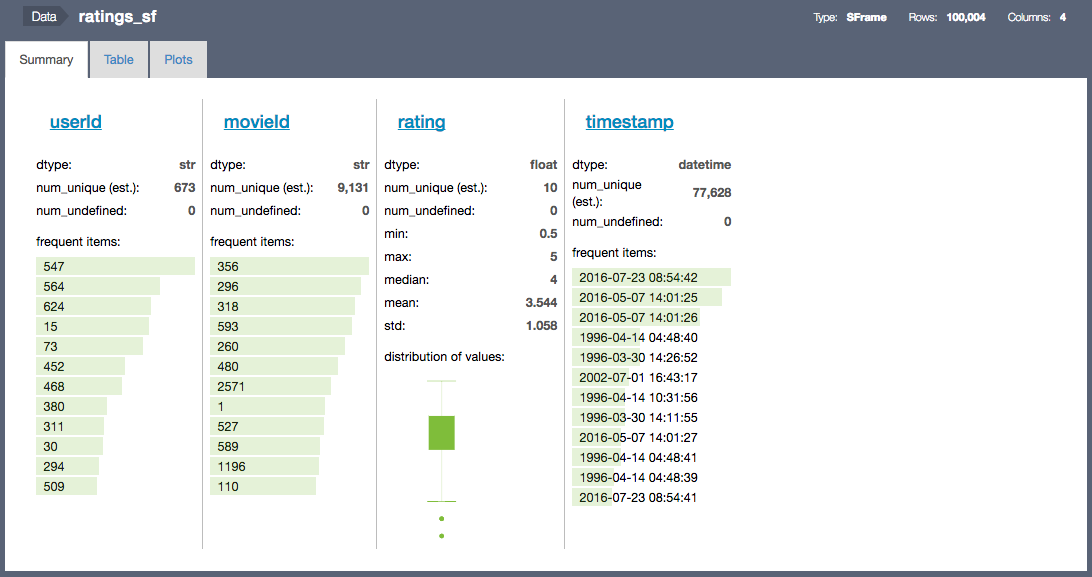 Data ratings_sf Type: SFrame Rows: 100,004 Columns: 4
Summary Table Plots
userId
dtype: str
num_unique (est.): 673
num_undefined: 0
frequent items:
547
564
624
15
73
452
468
380
311
30
294
509
movieId
dtype: str
num_unique (est.): 9,131
num_undefined: 0
frequent items:
356
296
318
593
260
480
2571
1
527
589
1196
110
rating
dtype: float
num_unique (est.): 10
num_undefined: 0
min: 0.5
max: 5
median: 4
mean: 3.544
std: 1.058
distribution of values:
timestamp
dtype: datetime
num_unique
(est.): 77,628
num_undefined: 0
frequent items:
2016-07-23 08:54:42
2016-05-07 14:01:25
2016-05-07 14:01:26
1996-04-14 04:48:40
1996-03-30 14:26:52
2002-07-01 16:43:17
1996-04-14 10:31:56
1996-03-30 14:11:55
2016-05-07 14:01:27
1996-04-14 04:48:41
1996-04-14 04:48:39
2016-07-23 08:54:41